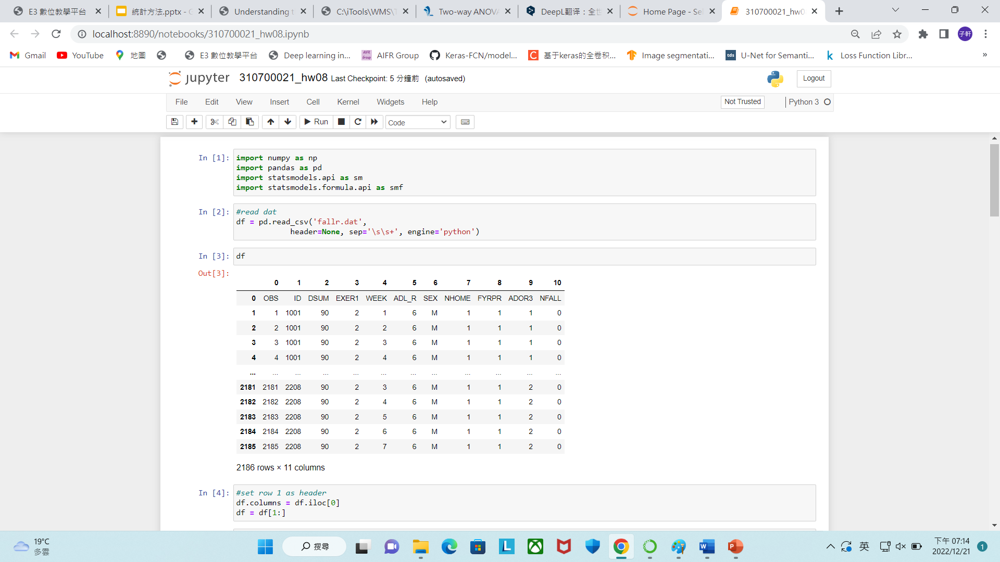 E3 數位教學平台
統計方法.pptx - G
Understanding t
C:\iTools\WMS\T
Two-way ANOVA
DeepL翻译：全世
Home Page - Sel
310700021_hw0
localhost:8890/notebooks/310700021_hw08.ipynb
子軒
Gmail
YouTube
地圖
E3 數位教學平台
Deep learning in...
AIFR Group
Keras-FCN/model...
基于keras的全卷积...
Image segmentati...
tds U-Net for Semanti...
Loss Function Libr...
»
jupyter 310700021_hw08 Last Checkpoint: 5 分鐘前 (autosaved)
Logout
File Edit View Insert Cell Kernel Widgets Help
Not Trusted
Python 3
Run
Code
In [1]: import numpy as np
import pandas as pd
import statsmodels.api as sm
import statsmodels.formula.api as smf
In [2]: #read dat
df = pd.read_csv('fallr.dat',
header=None, sep='\s\s+', engine='python')
In [3]: df
Out[3]:
0 1 2 3 4 5 6 7 8 9 10
0 OBS ID DSUM EXER1 WEEK ADL_R SEX NHOME FYRPR ADOR3 NFALL
1 1 1001 90 2 1 6 M 1 1 1 0
2 2 1001 90 2 2 6 M 1 1 1 0
3 3 1001 90 2 3 6 M 1 1 1 0
4 4 1001 90 2 4 6 M 1 1 1 0
... ... ... ... ... ... ... ... ... ... ... ...
2181 2181 2208 90 2 3 6 M 1 1 2 0
2182 2182 2208 90 2 4 6 M 1 1 2 0
2183 2183 2208 90 2 5 6 M 1 1 2 0
2184 2184 2208 90 2 6 6 M 1 1 2 0
2185 2185 2208 90 2 7 6 M 1 1 2 0
2186 rows × 11 columns
In [4]: #set row 1 as header
df.columns = df.iloc[0]
df = df[1:]
19°C
多雲
搜尋
英
下午 07:14
2022/12/21
1